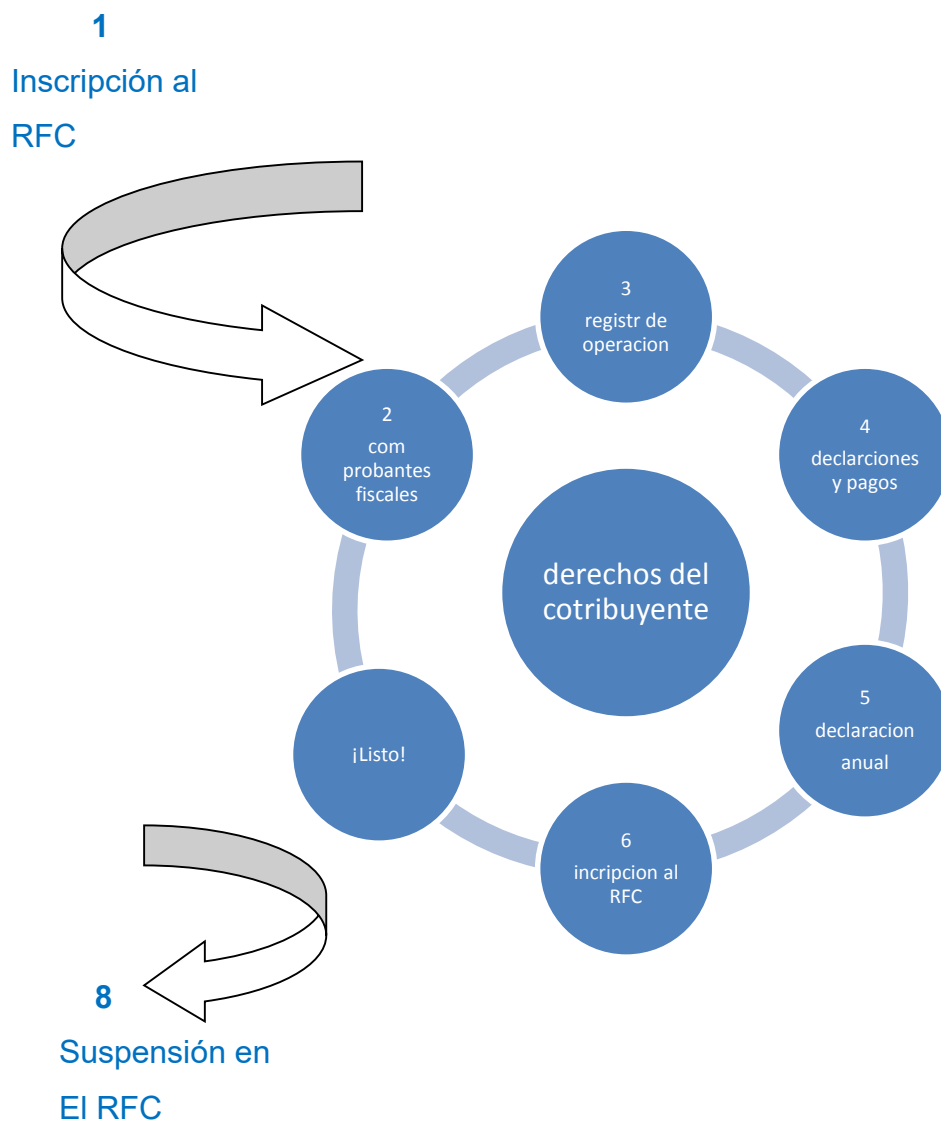 1
Inscripción al
RFC
3
registr de
operacion
2
com
probantes
fiscales
4
declarciones
y pagos
derechos del
cotribuyente
5
declaracion
anual
¡Listo!
6
incripcion al
RFC
8
Suspensión en
El RFC